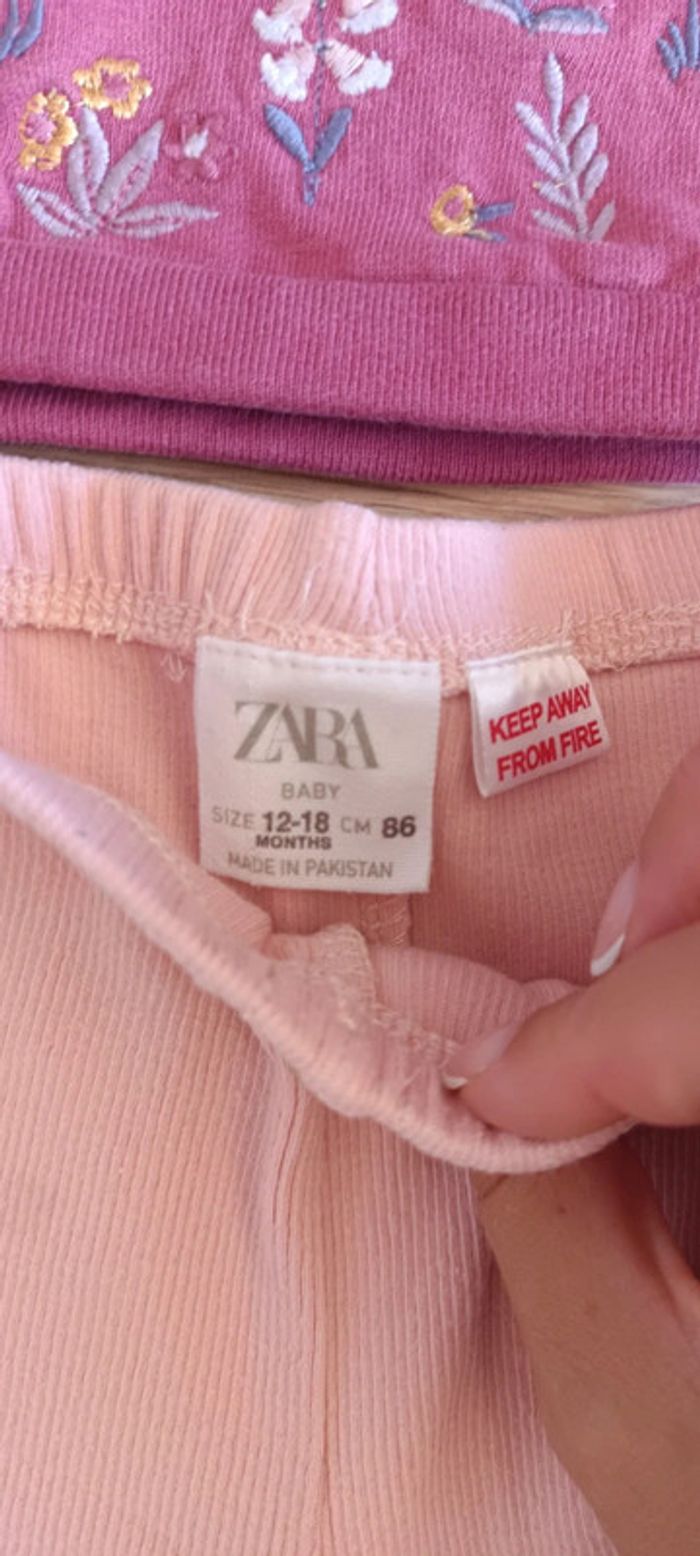 ZARA
BABY
SIZE 12-18 CM 86
MONTHS
MADE IN PAKISTAN
KEEP AWAY
FROM FIRE